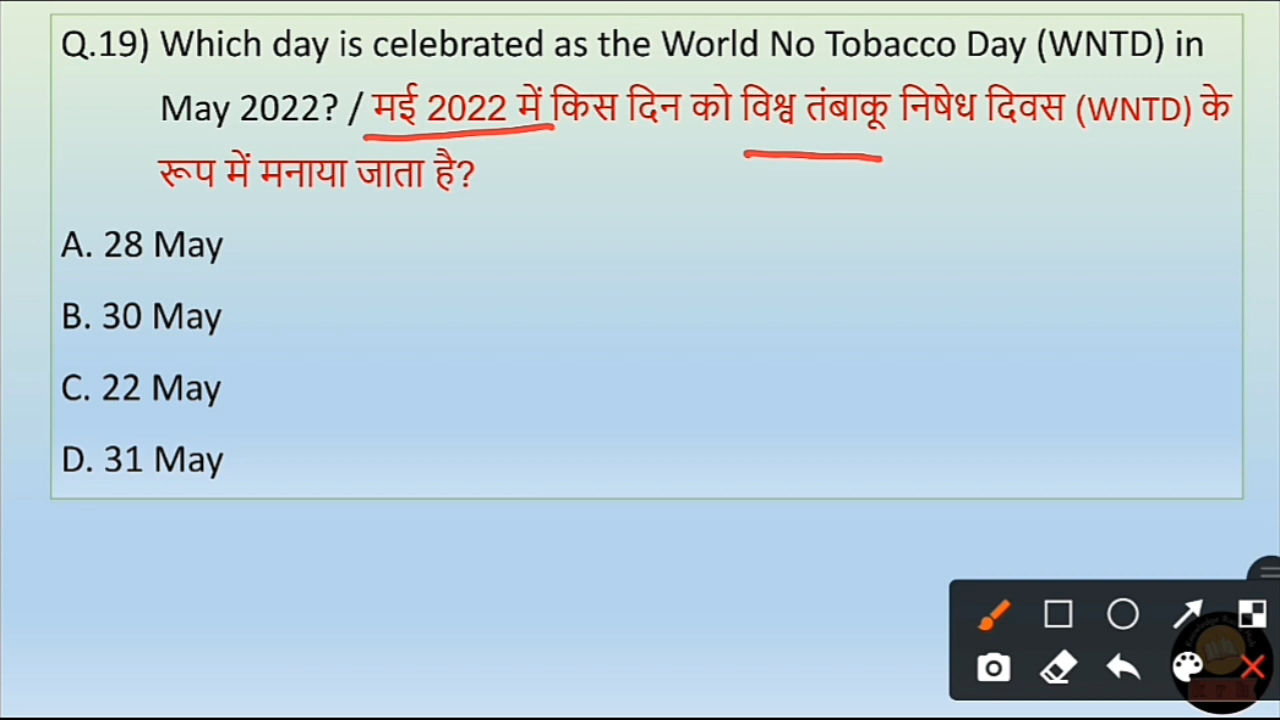 Q.19) Which day is celebrated as the World No Tobacco Day (WNTD) in
May 2022? / मई 2022 में किस दिन को विश्व तंबाकू निषेध दिवस (WNTD) के
रूप में मनाया जाता है?
A. 28 May
B. 30 May
C. 22 May
D. 31 May